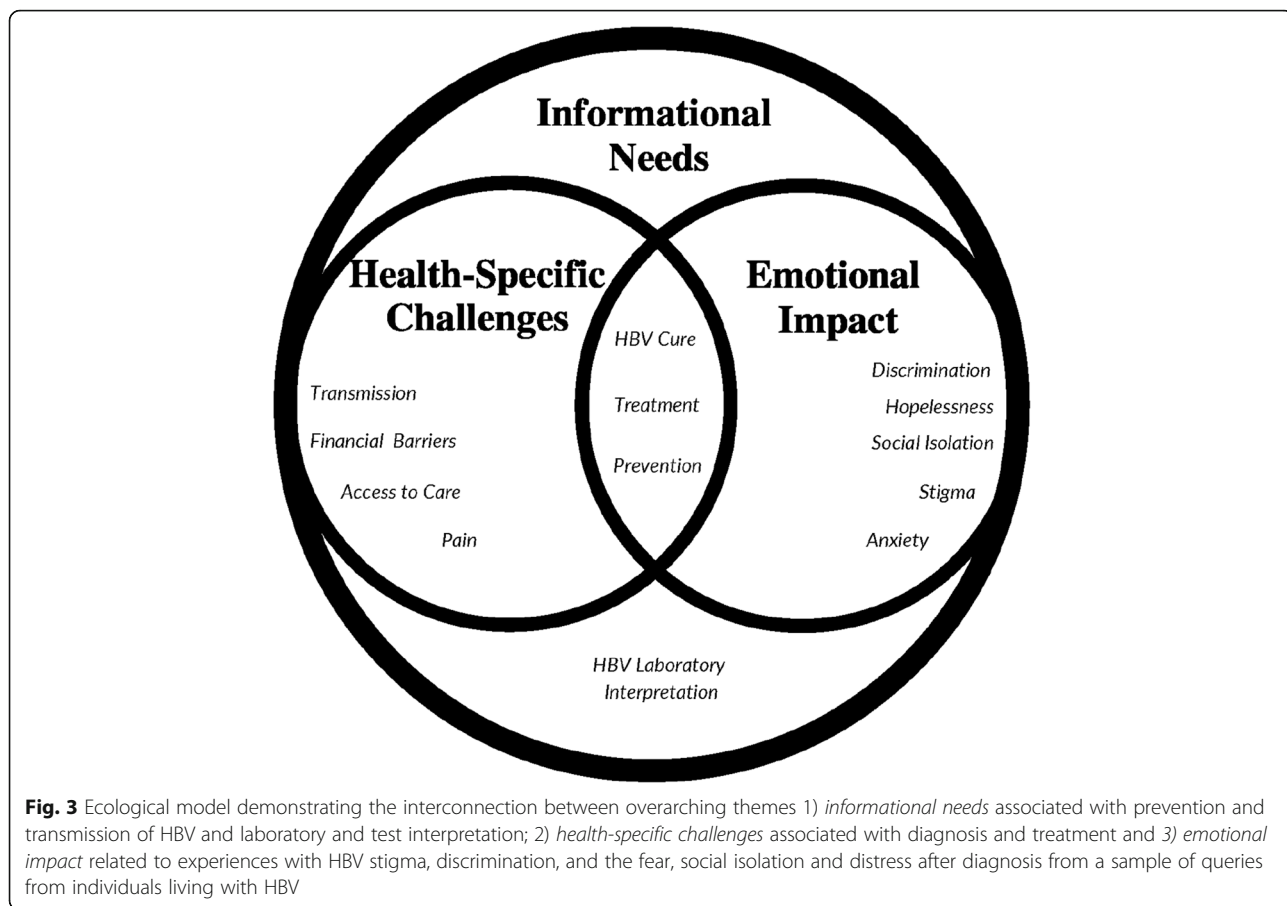 Informational
Needs
Health-Specific
Challenges
Emotional
Impact
HBV Cure
Treatment
Prevention
Transmission
Financial Barriers
Access to Care
Pain
Discrimination
Hopelessness
Social Isolation
Stigma
Anxiety
HBV Laboratory
Interpretation
Fig. 3 Ecological model demonstrating the interconnection between overarching themes 1) informational needs associated with prevention and
transmission of HBV and laboratory and test interpretation; 2) health-specific challenges associated with diagnosis and treatment and 3) emotional
impact related to experiences with HBV stigma, discrimination, and the fear, social isolation and distress after diagnosis from a sample of queries
from individuals living with HBV